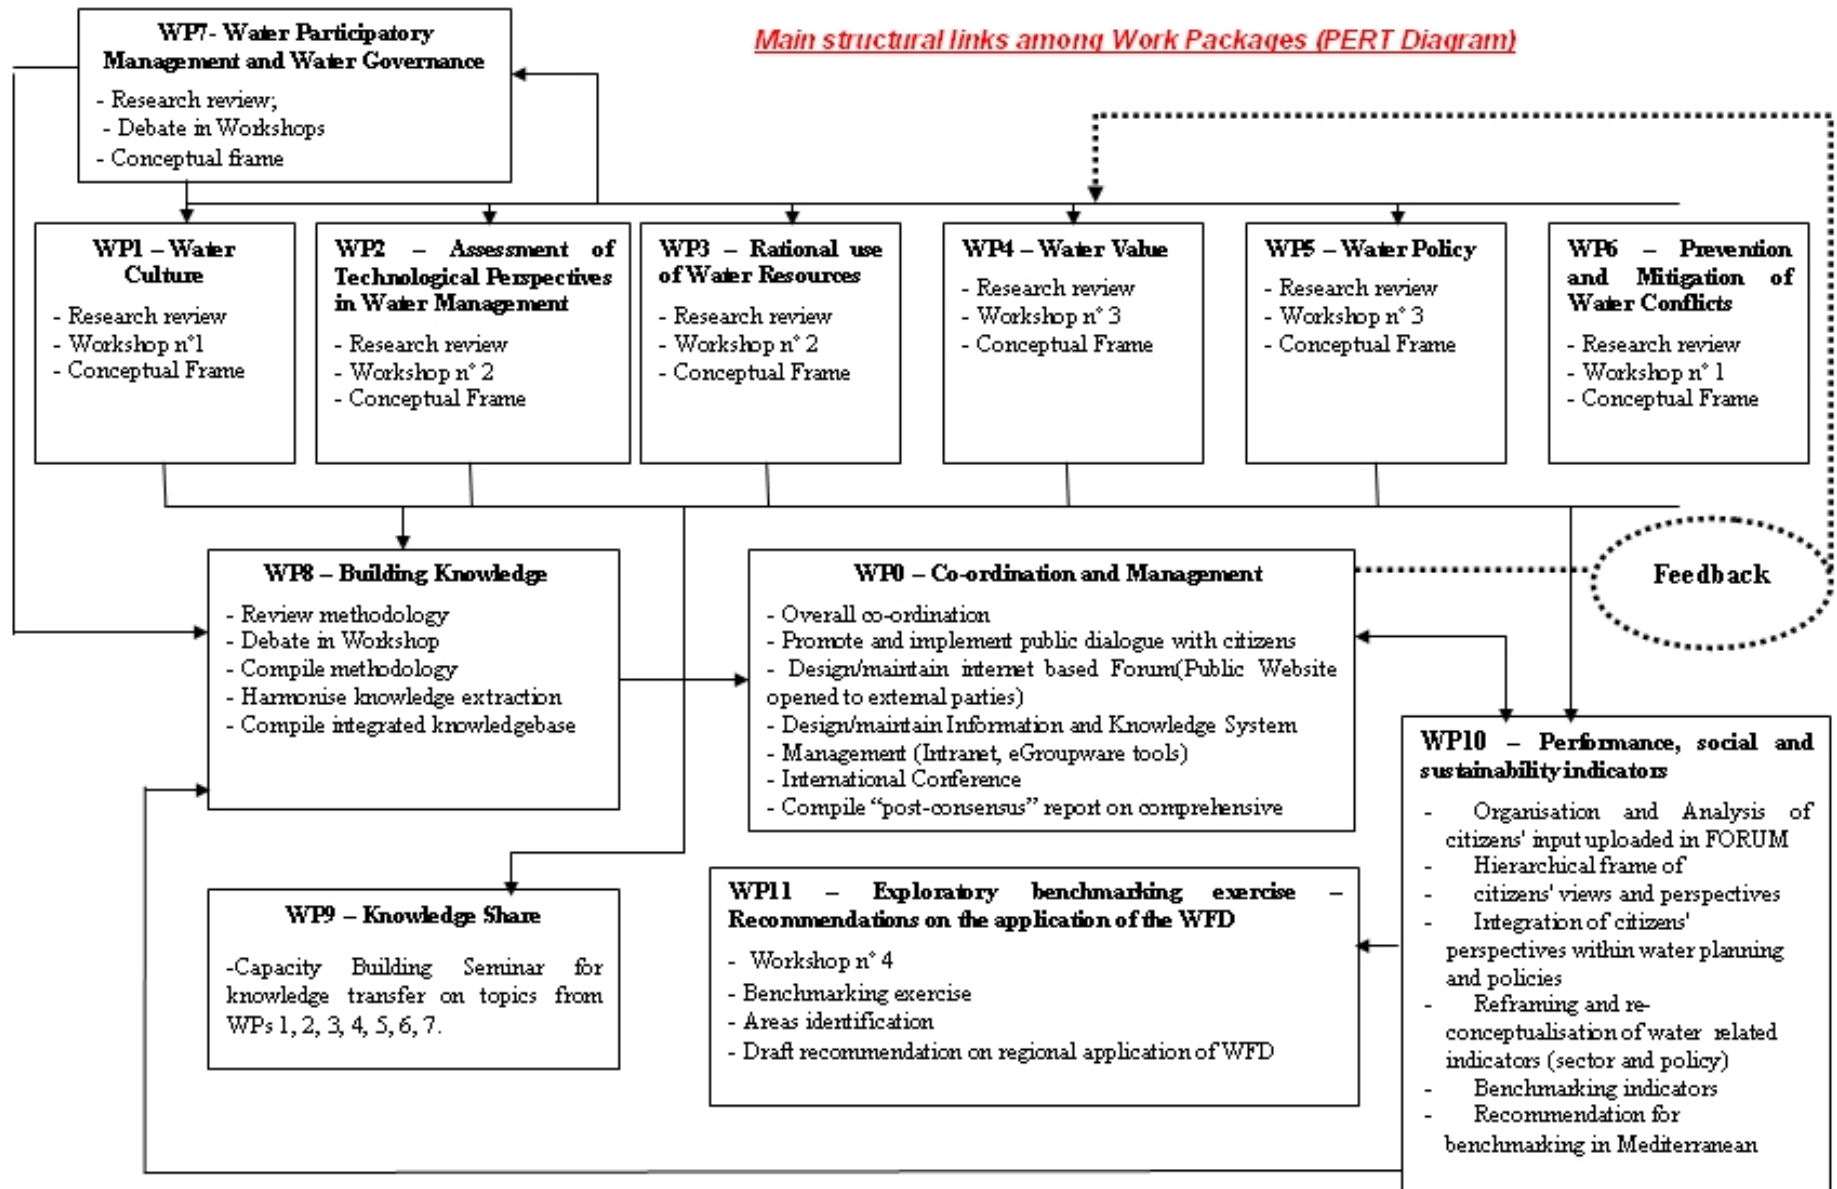 WP7- Water Participatory
Management and Water Governance
- Research review;
- Debate in Workshops
- Conceptual frame
Main structural links among Work Packages (PERT Diagram)
WP1 – Water
Culture
- Research review
- Workshop n°1
- Conceptual Frame
WP2 – Assessment of
Technological Perspectives
in Water Management
- Research review
- Workshop n° 2
- Conceptual Frame
WP3 – Rational use
of Water Resources
- Research review
- Workshop n° 2
- Conceptual Frame
WP4 – Water Value
- Research review
- Workshop n° 3
- Conceptual Frame
WP5 – Water Policy
- Research review
- Workshop n° 3
- Conceptual Frame
WP6 – Prevention
and Mitigation of
Water Conflicts
- Research review
- Workshop n° 1
- Conceptual Frame
WP8 – Building Knowledge
- Review methodology
- Debate in Workshop
- Compile methodology
- Harmonise knowledge extraction
- Compile integrated knowledgebase
WP0 – Co-ordination and Management
- Overall co-ordination
- Promote and implement public dialogue with citizens
- Design/maintain internet based Forum(Public Website
opened to external parties)
- Design/maintain Information and Knowledge System
- Management (Intranet, eGroupware tools)
- International Conference
- Compile “post-consensus” report on comprehensive
Feedback
WP9 – Knowledge Share
-Capacity Building Seminar for
knowledge transfer on topics from
WPs 1, 2, 3, 4, 5, 6, 7.
WP11 – Exploratory benchmarking exercise –
Recommendations on the application of the WFD
- Workshop n° 4
- Benchmarking exercise
- Areas identification
- Draft recommendation on regional application of WFD
WP10 – Performance, social and
sustainability indicators
- Organisation and Analysis of
citizens' input uploaded in FORUM
- Hierarchical frame of
- citizens' views and perspectives
- Integration of citizens'
perspectives within water planning
and policies
- Reframing and re-
conceptualisation of water related
indicators (sector and policy)
- Benchmarking indicators
- Recommendation for
benchmarking in Mediterranean